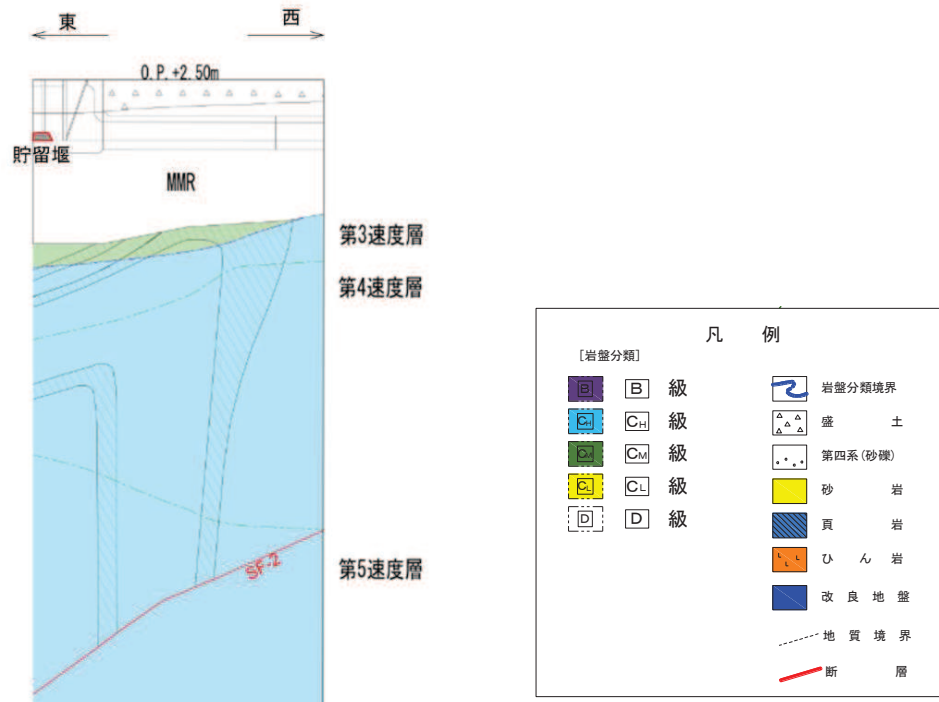 東 西
O.P.+2.50m
貯留堰
MMR
第3速度層
第4速度層
SF-2
第5速度層
凡 例
[岩盤分類]
B B 級
CH CH 級
CM CM 級
CL CL 級
D D 級
岩盤分類境界
盛 土
第四系(砂礫)
砂 岩
頁 岩
ひ ん 岩
改 良 地 盤
地 質 境 界
断 層